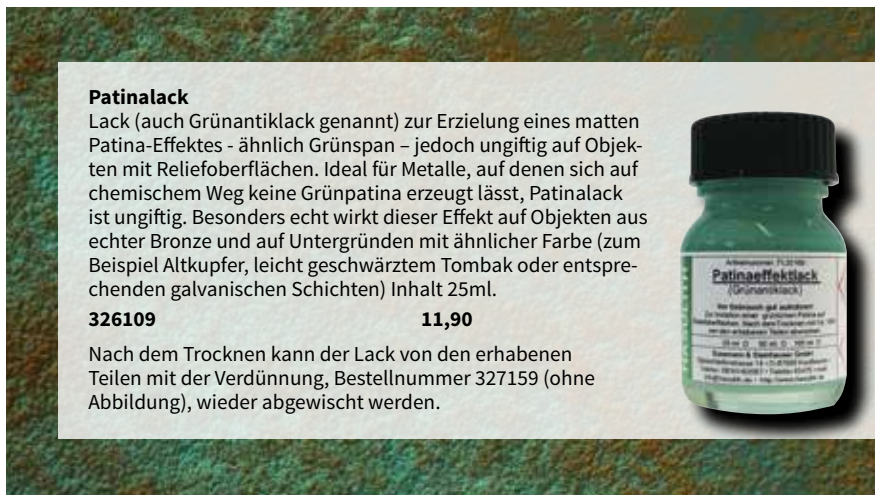 Patinalack
Lack (auch Grünantiklack genannt) zur Erzielung eines matten
Patina-Effektes - ähnlich Grünspan – jedoch ungiftig auf Objek-
ten mit Reliefoberflächen. Ideal für Metalle, auf denen sich auf
chemischem Weg keine Grünpatina erzeugt lässt, Patinalack
ist ungiftig. Besonders echt wirkt dieser Effekt auf Objekten aus
echter Bronze und auf Untergründen mit ähnlicher Farbe (zum
Beispiel Altkupfer, leicht geschwärztem Tombak oder entspre-
chenden galvanischen Schichten) Inhalt 25ml.
326109 11,90
Nach dem Trocknen kann der Lack von den erhabenen
Teilen mit der Verdünnung, Bestellnummer 327159 (ohne
Abbildung), wieder abgewischt werden.
Patinaeffektlack
(Grünantiklack)
Vor Gebrauch gut aufrühren!